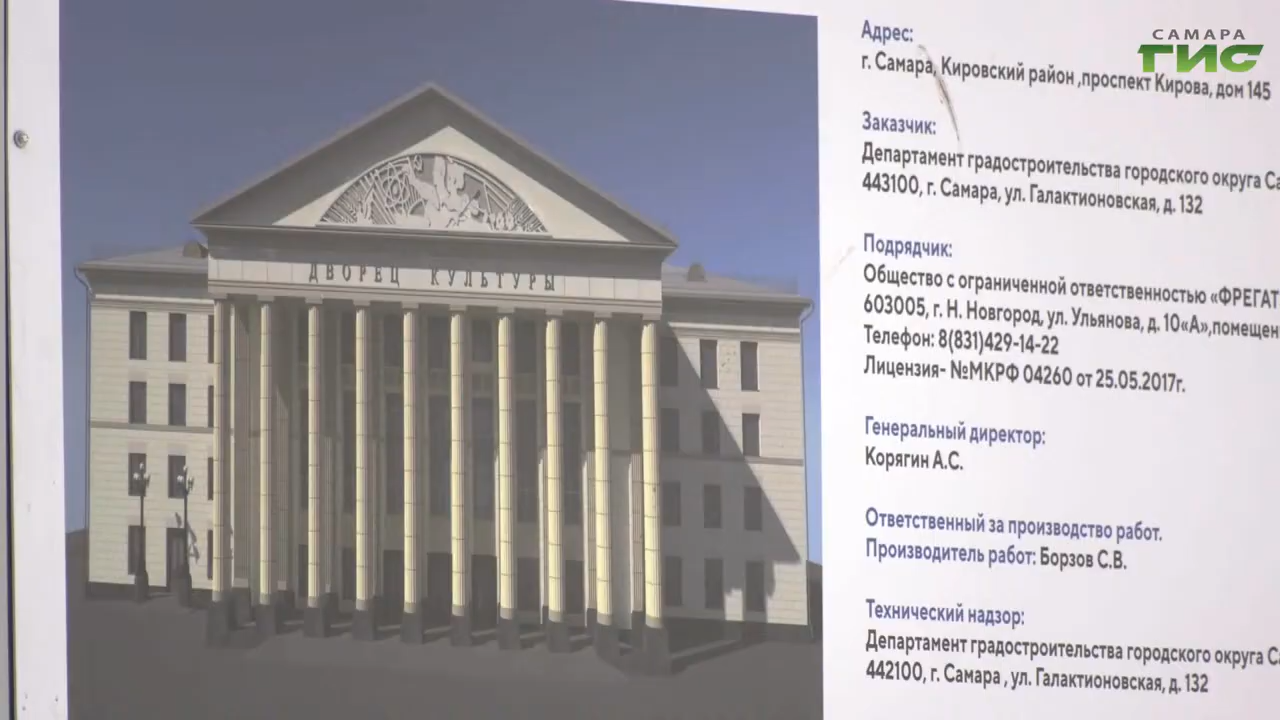 САМАРА
ГИС
ДВОРЕЦ КУЛЬТУРЫ
Адрес:
г. Самара, Кировский район ,проспект Кирова, дом 145
Заказчик:
Департамент градостроительства городского округа
443100, г. Самара, ул. Галактионовская, д. 132
Подрядчик:
Общество с ограниченной ответственностью «ФРЕГАТ
603005, г. Н. Новгород, ул. Ульянова, д. 10«А»,
Телефон: 8(831)429-14-22
Лицензия- №МКРФ 04260 от 25.05.2017г.
Генеральный директор:
Корягин А.С.
Ответственный за производство работ.
Производитель работ: Борзов С.В.
Технический надзор:
Департамент градостроительства городского округа
442100, г. Самара , ул. Галактионовская, д. 132